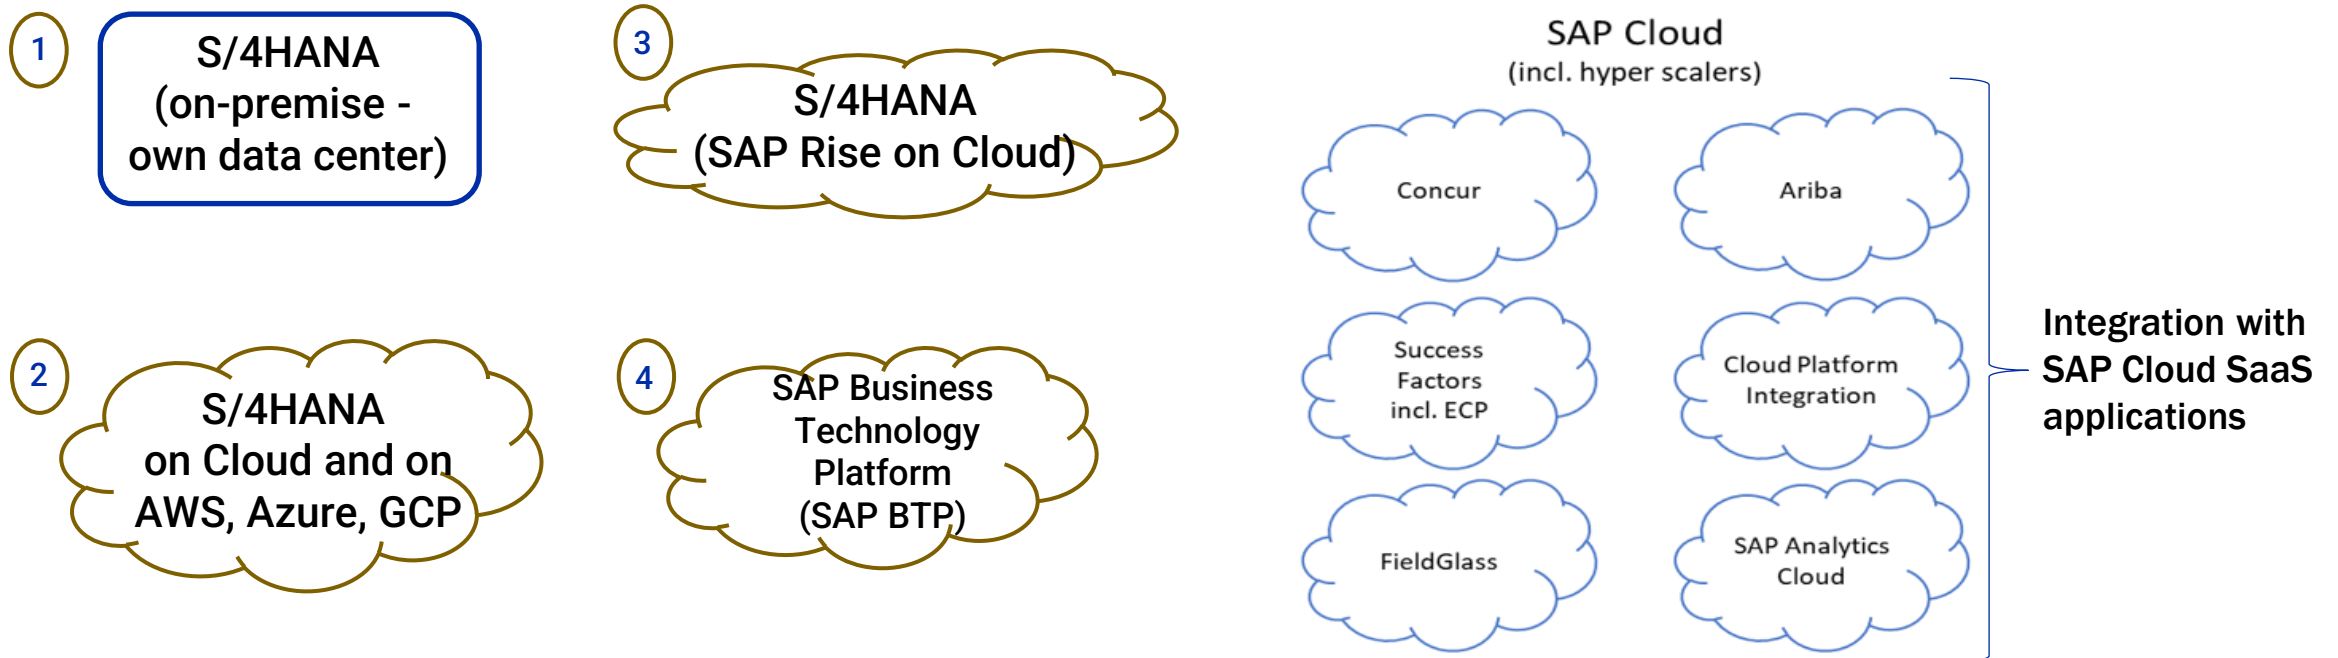 1
S/4HANA
(on-premise -
own data center)
2
S/4HANA
on Cloud and on
AWS, Azure, GCP
3
S/4HANA
(SAP Rise on Cloud)
4
SAP Business
Technology
Platform
(SAP BTP)
SAP Cloud
(incl. hyper scalers)
Concur
Ariba
Success
Factors
incl. ECP
Cloud Platform
Integration
FieldGlass
SAP Analytics
Cloud
Integration with
SAP Cloud SaaS
applications